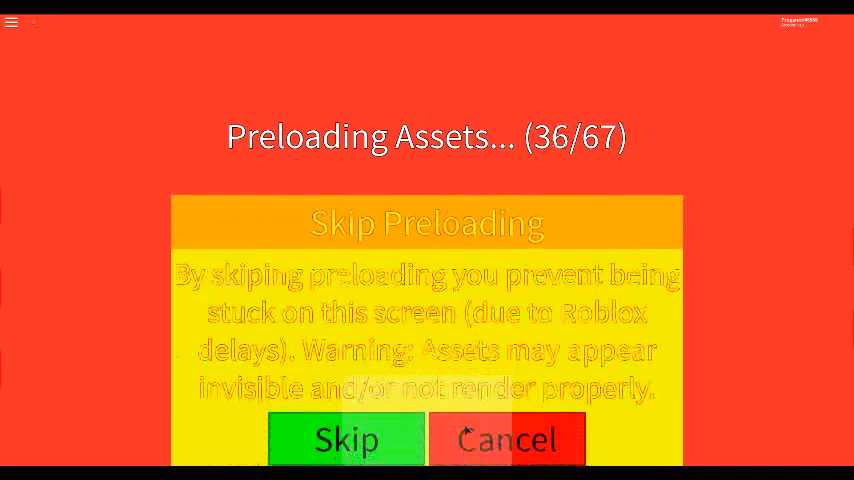 Preloading Assets... (36/67)
Skip Preloading
By skiping preloading you prevent being
stuck on this screen (due to Roblox
delays). Warning: Assets may appear
invisible and/or not render properly.
Skip
Cancel